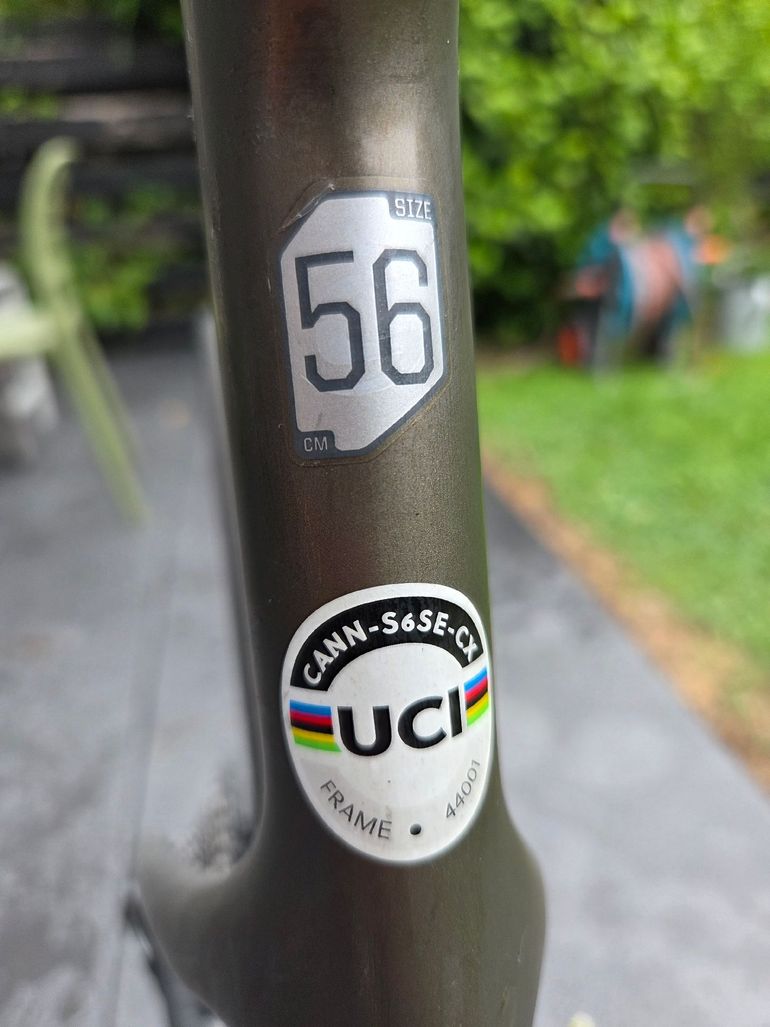 SIZE
56
CM
CANN-S6SE-CX
UCI
FRAME • 44001